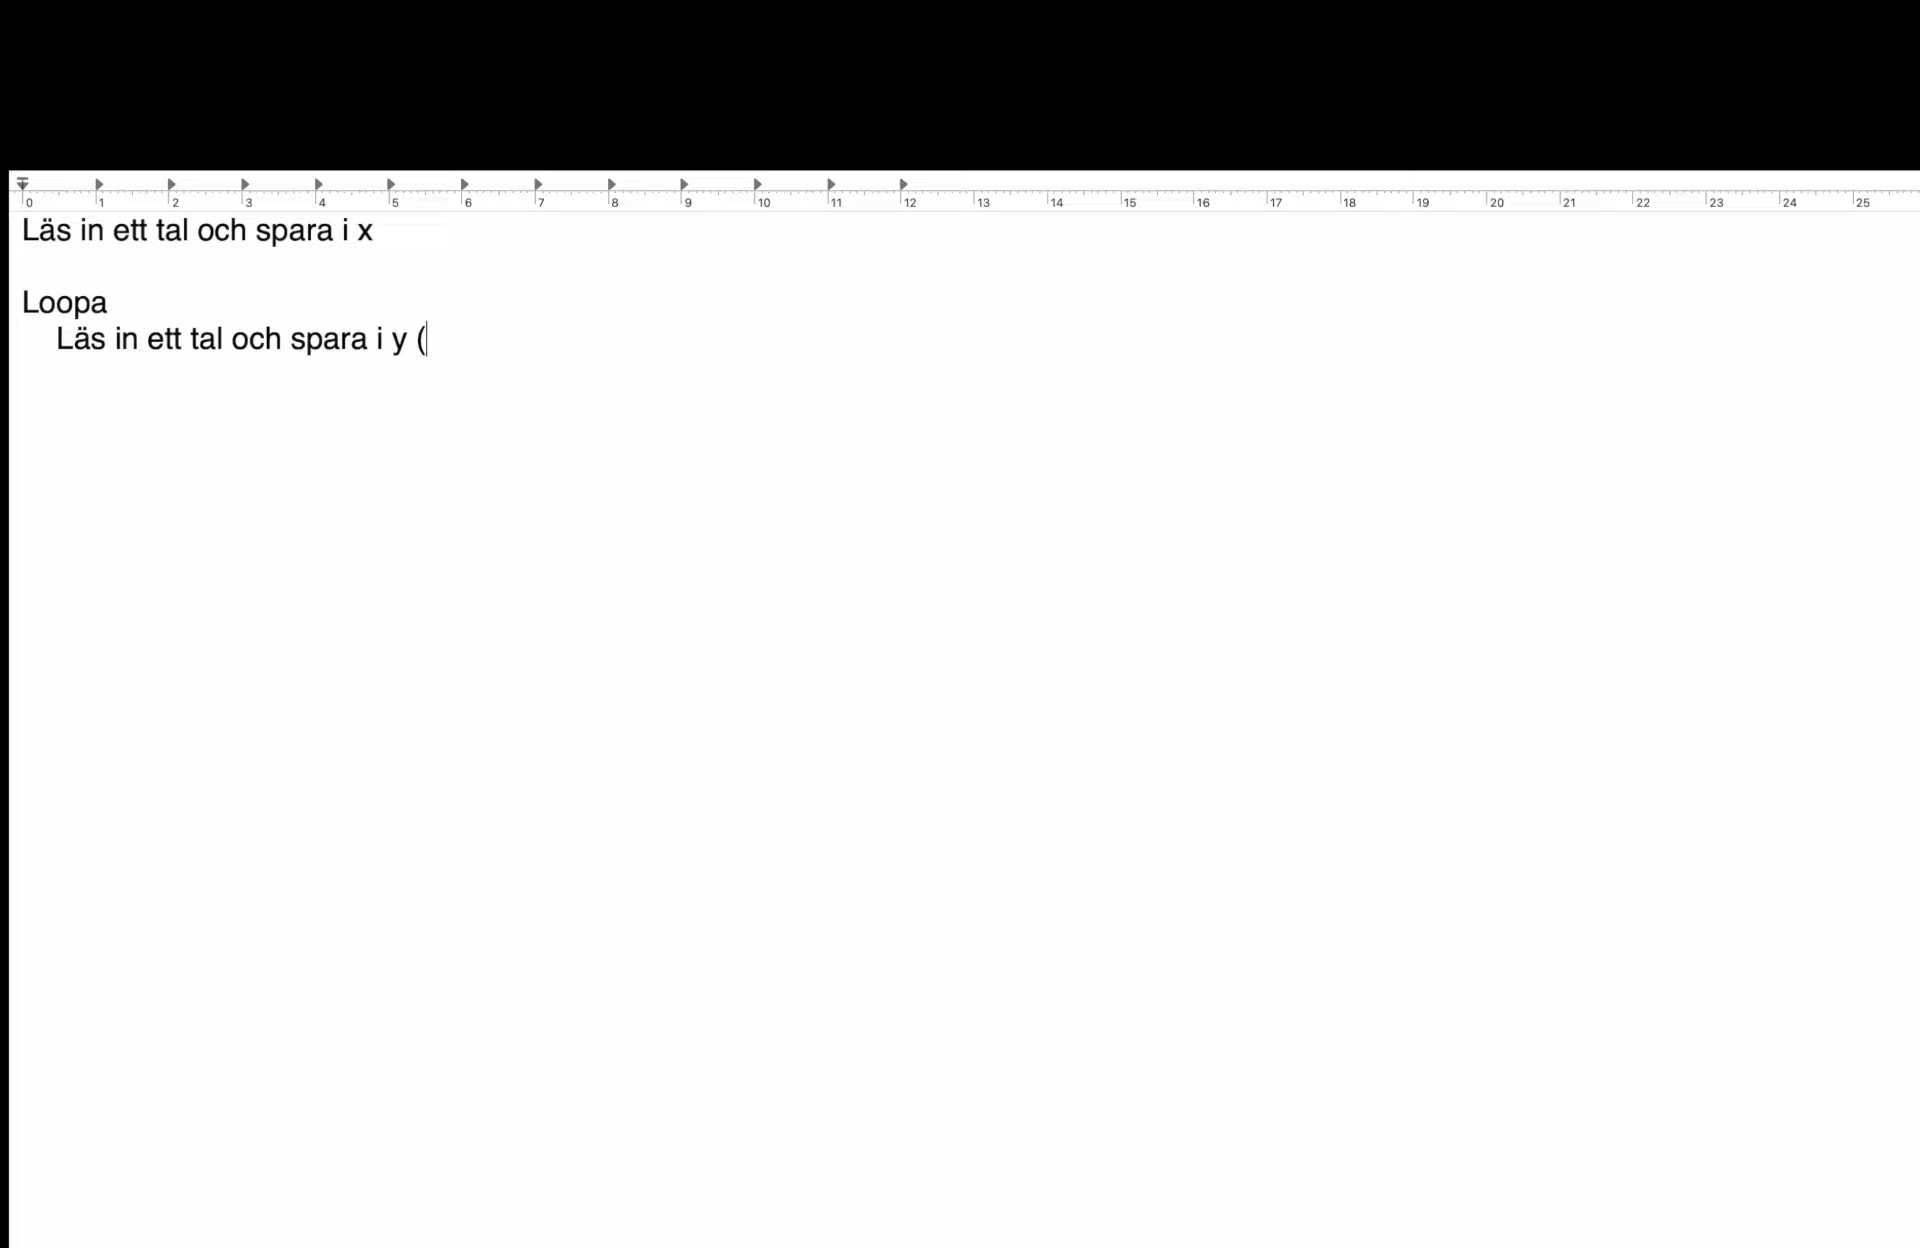 0 1 2 3 4 5 6 7 8 9 10 11 12 13 14 15 16 17 18 19 20 21 22 23 24 25
Läs in ett tal och spara i x
Loopa
Läs in ett tal och spara i y (